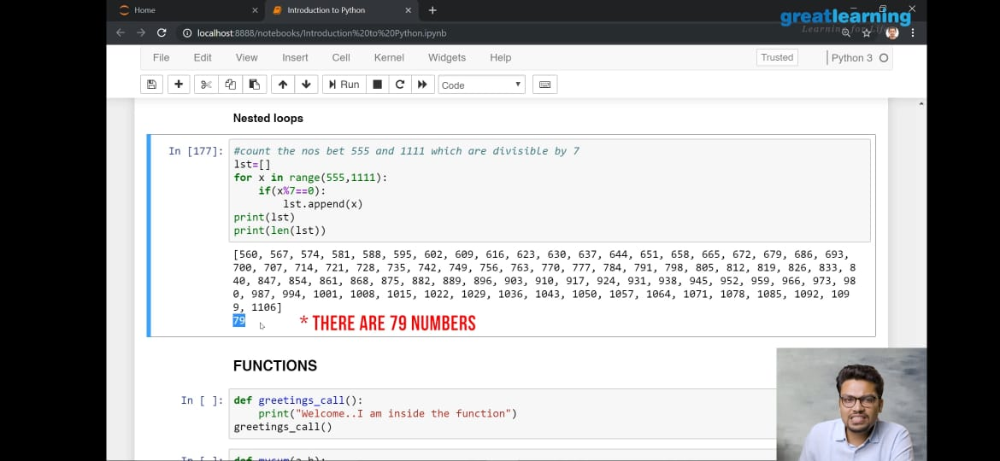 Home
Introduction to Python
greatlearning
Learning for Life
localhost:8888/notebooks/Introduction%20to%20Python.ipynb
File Edit View Insert Cell Kernel Widgets Help Trusted Python 3
Run Code
Nested loops
In [177]: #count the nos bet 555 and 1111 which are divisible by 7
lst=[]
for x in range(555,1111):
if(x%7==0):
lst.append(x)
print(lst)
print(len(lst))
[560, 567, 574, 581, 588, 595, 602, 609, 616, 623, 630, 637, 644, 651, 658, 665, 672, 679, 686, 693,
700, 707, 714, 721, 728, 735, 742, 749, 756, 763, 770, 777, 784, 791, 798, 805, 812, 819, 826, 833, 8
40, 847, 854, 861, 868, 875, 882, 889, 896, 903, 910, 917, 924, 931, 938, 945, 952, 959, 966, 973, 98
0, 987, 994, 1001, 1008, 1015, 1022, 1029, 1036, 1043, 1050, 1057, 1064, 1071, 1078, 1085, 1092, 109
9, 1106]
79
* THERE ARE 79 NUMBERS
FUNCTIONS
In [ ]: def greetings_call():
print("Welcome..I am inside the function")
greetings_call()
In [ ]: def mysum(a,b):